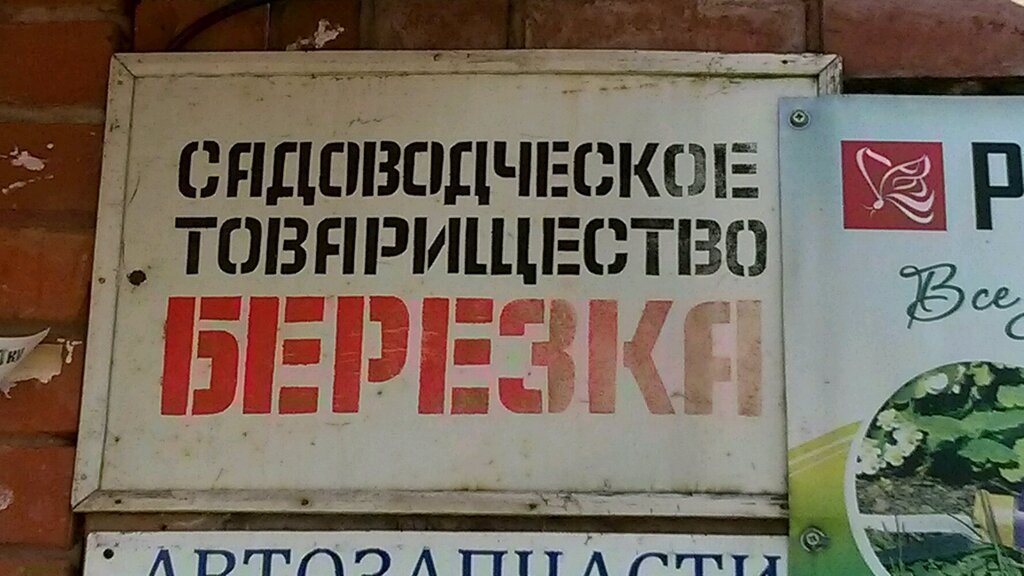 САДОВОДЧЕСКОЕ
ТОВАРИЩЕСТВО
БЕРЕЗКА
Все
АВТОЗАПЧАСТИ